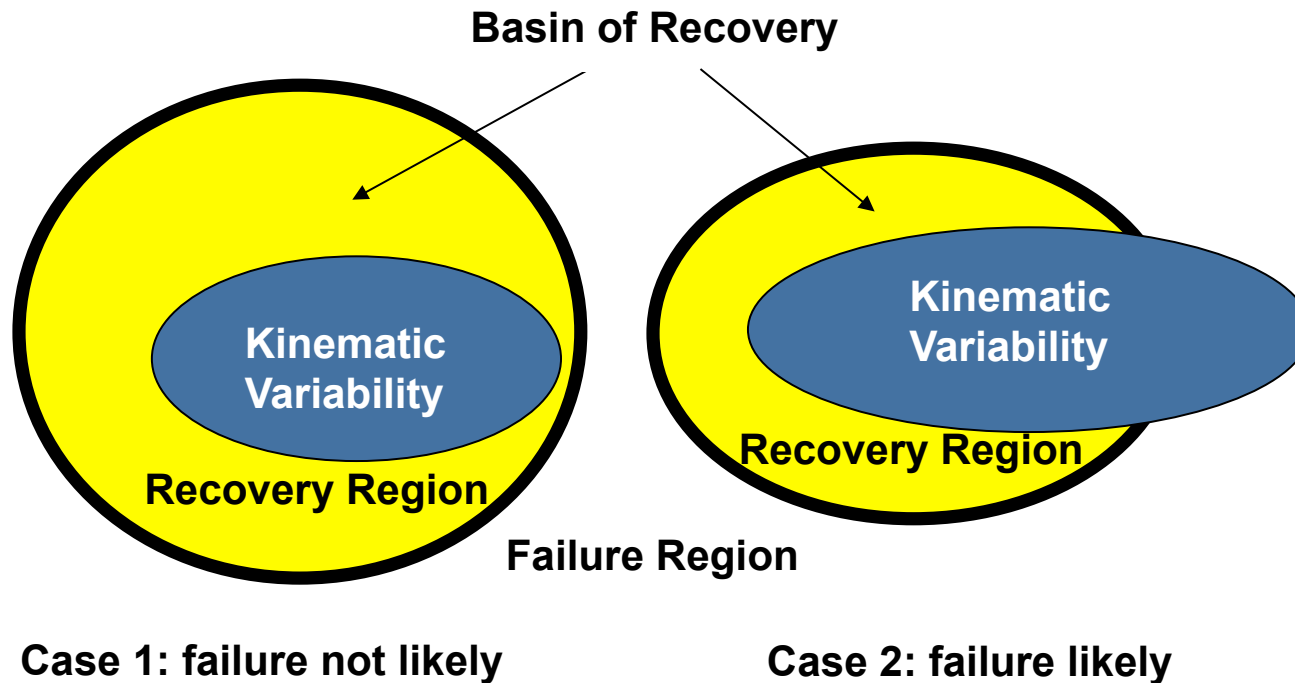 Basin of Recovery
Kinematic
Variability
Recovery Region
Kinematic
Variability
Recovery Region
Failure Region
Case 1: failure not likely
Case 2: failure likely